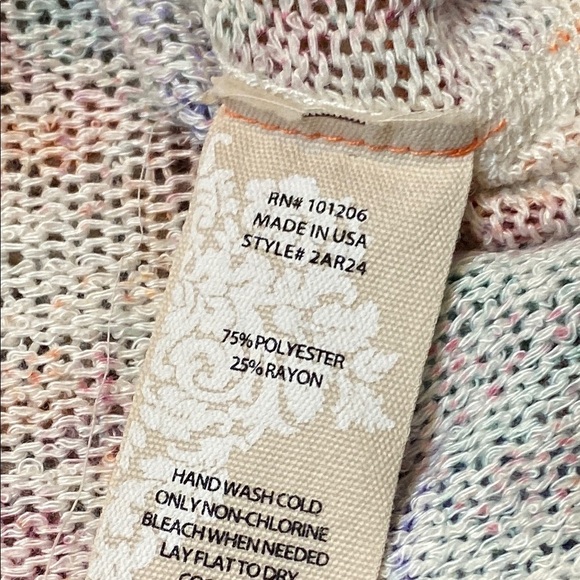 RN# 101206
MADE IN USA
STYLE# 2AR24
75% POLYESTER
25% RAYON
HAND WASH COLD
ONLY NON-CHLORINE
BLEACH WHEN NEEDED
LAY FLAT TO DRY